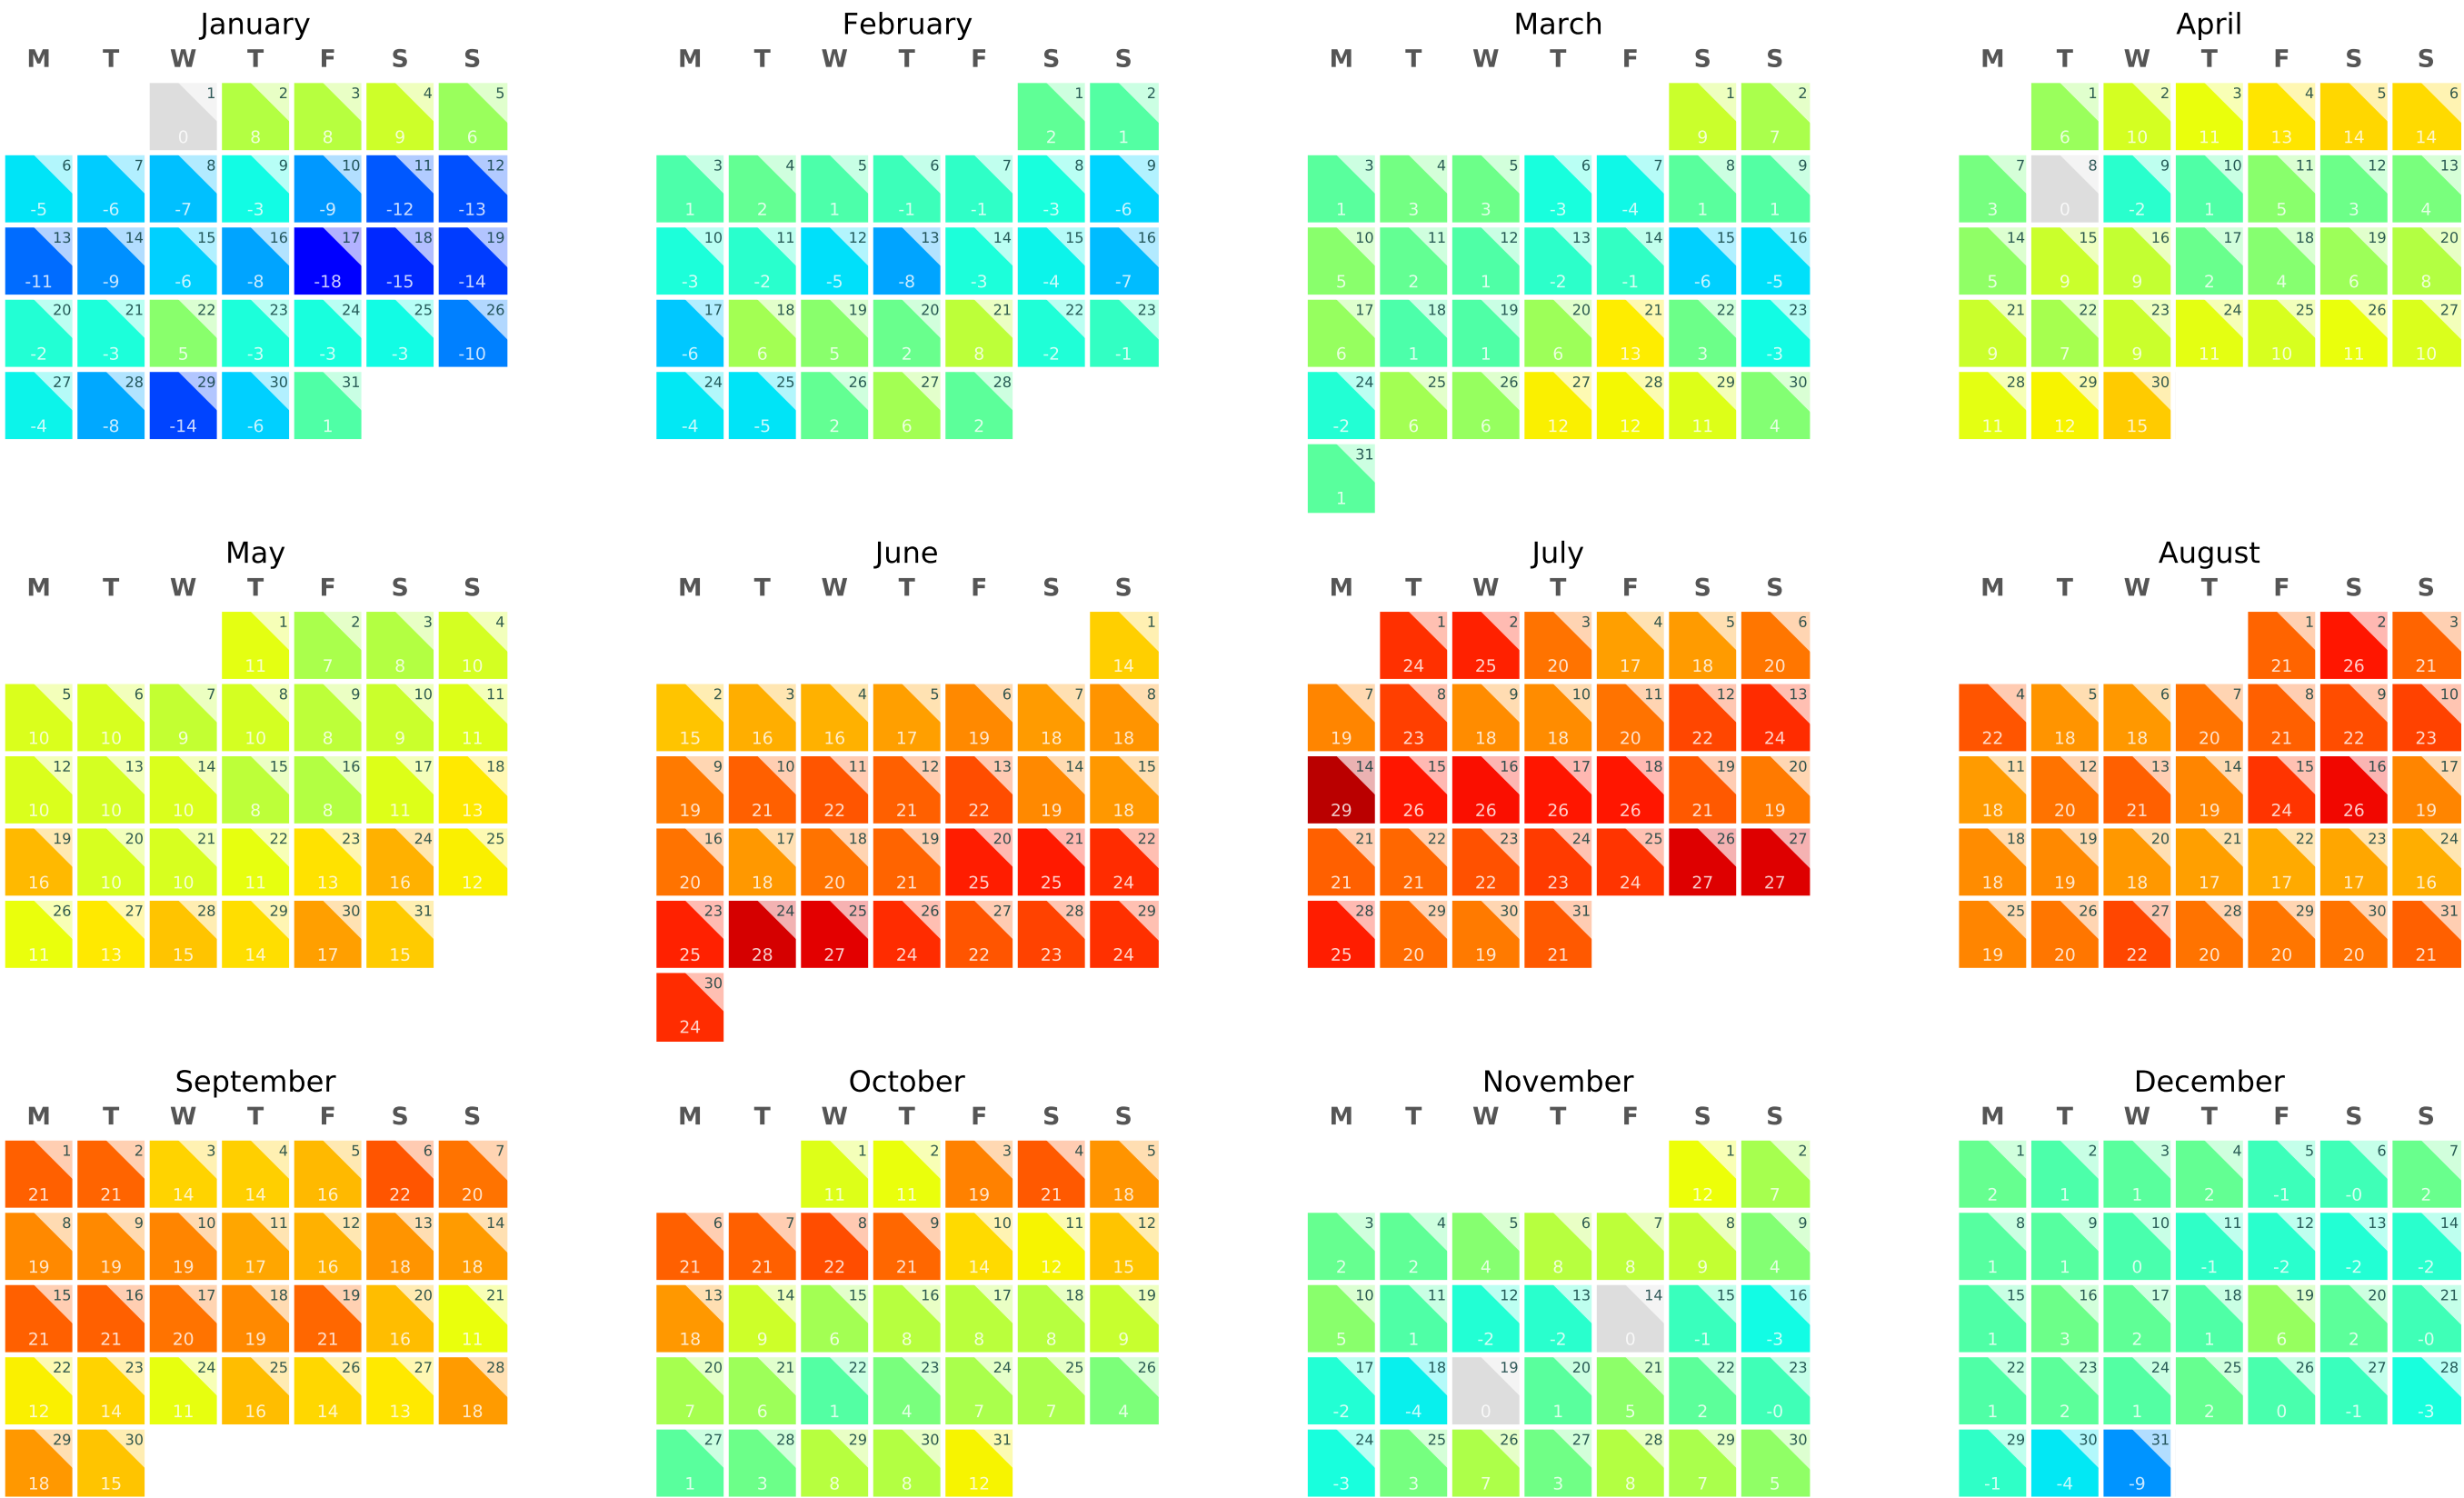 January February March April
M T W T F S S M T W T F S S M T W T F S S M T W T F S S
1 2 3 4 5 1 2 1 2 1 2 3 4 5 6
0 8 8 9 6 2 1 9 7 6 10 11 13 14 14
6 7 8 9 10 11 12 3 4 5 6 7 8 9 3 4 5 6 7 8 9 7 8 9 10 11 12 13
-5 -6 -7 -3 -9 -12 -13 1 2 1 -1 -1 -3 -6 1 3 3 -3 -4 1 1 3 0 -2 1 5 3 4
13 14 15 16 17 18 19 10 11 12 13 14 15 16 10 11 12 13 14 15 16 14 15 16 17 18 19 20
-11 -9 -6 -8 -18 -15 -14 -3 -2 -5 -8 -3 -4 -7 5 2 1 -2 -1 -6 -5 5 9 9 2 4 6 8
20 21 22 23 24 25 26 17 18 19 20 21 22 23 17 18 19 20 21 22 23 21 22 23 24 25 26 27
-2 -3 5 -3 -3 -3 -10 -6 6 5 2 8 -2 -1 6 1 1 6 13 3 -3 9 7 9 11 10 11 10
27 28 29 30 31 24 25 26 27 28 24 25 26 27 28 29 30 28 29 30
-4 -8 -14 -6 1 -4 -5 2 6 2 -2 6 6 12 12 11 4 11 12 15
31
1
May June July August
M T W T F S S M T W T F S S M T W T F S S M T W T F S S
1 2 3 4 1 1 2 3 4 5 6 1 2 3
11 7 8 10 14 24 25 20 17 18 20 21 26 21
5 6 7 8 9 10 11 2 3 4 5 6 7 8 7 8 9 10 11 12 13 4 5 6 7 8 9 10
10 10 9 10 8 9 11 15 16 16 17 19 18 18 19 23 18 18 20 22 24 22 18 18 20 21 22 23
12 13 14 15 16 17 18 9 10 11 12 13 14 15 14 15 16 17 18 19 20 11 12 13 14 15 16 17
10 10 10 8 8 11 13 19 21 22 21 22 19 18 29 26 26 26 26 21 19 18 20 21 19 24 26 19
19 20 21 22 23 24 25 16 17 18 19 20 21 22 21 22 23 24 25 26 27 18 19 20 21 22 23 24
16 10 10 11 13 16 12 20 18 20 21 25 25 24 21 21 22 23 24 27 27 18 19 18 17 17 17 16
26 27 28 29 30 31 23 24 25 26 27 28 29 28 29 30 31 25 26 27 28 29 30 31
11 13 15 14 17 15 25 28 27 24 22 23 24 25 20 19 21 19 20 22 20 20 20 21
30
24
September October November December
M T W T F S S M T W T F S S M T W T F S S M T W T F S S
1 2 3 4 5 6 7 1 2 3 4 5 1 2 1 2 3 4 5 6 7
21 21 14 14 16 22 20 11 11 19 21 18 12 7 2 1 1 2 -1 -0 2
8 9 10 11 12 13 14 6 7 8 9 10 11 12 3 4 5 6 7 8 9 8 9 10 11 12 13 14
19 19 19 17 16 18 18 21 21 22 21 14 12 15 2 2 4 8 8 9 4 1 1 0 -1 -2 -2 -2
15 16 17 18 19 20 21 13 14 15 16 17 18 19 10 11 12 13 14 15 16 15 16 17 18 19 20 21
21 21 20 19 21 16 11 18 9 6 8 8 8 9 5 1 -2 -2 0 -1 -3 1 3 2 1 6 2 -0
22 23 24 25 26 27 28 20 21 22 23 24 25 26 17 18 19 20 21 22 23 22 23 24 25 26 27 28
12 14 11 16 14 13 18 7 6 1 4 7 7 4 -2 -4 0 1 5 2 -0 1 2 1 2 0 -1 -3
29 30 27 28 29 30 31 24 25 26 27 28 29 30 29 30 31
18 15 1 3 8 8 12 -3 3 7 3 8 7 5 -1 -4 -9